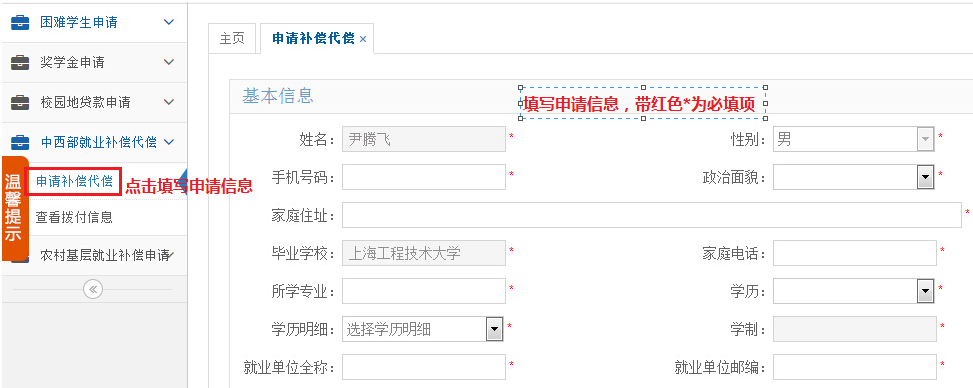 困难学生申请
奖学金申请
校园地贷款申请
中西部就业补偿代偿
申请补偿代偿
点击填写申请信息
查看拨付信息
农村基层就业补偿申请
温馨提示
主页
申请补偿代偿 ×
基本信息
填写申请信息，带红色*为必填项
姓名： 尹腾飞 * 性别： 男 *
手机号码： * 政治面貌： *
家庭住址： *
毕业学校： 上海工程技术大学 * 家庭电话： *
所学专业： * 学历： *
学历明细： 选择学历明细 * 学制： *
就业单位全称： * 就业单位邮编： *